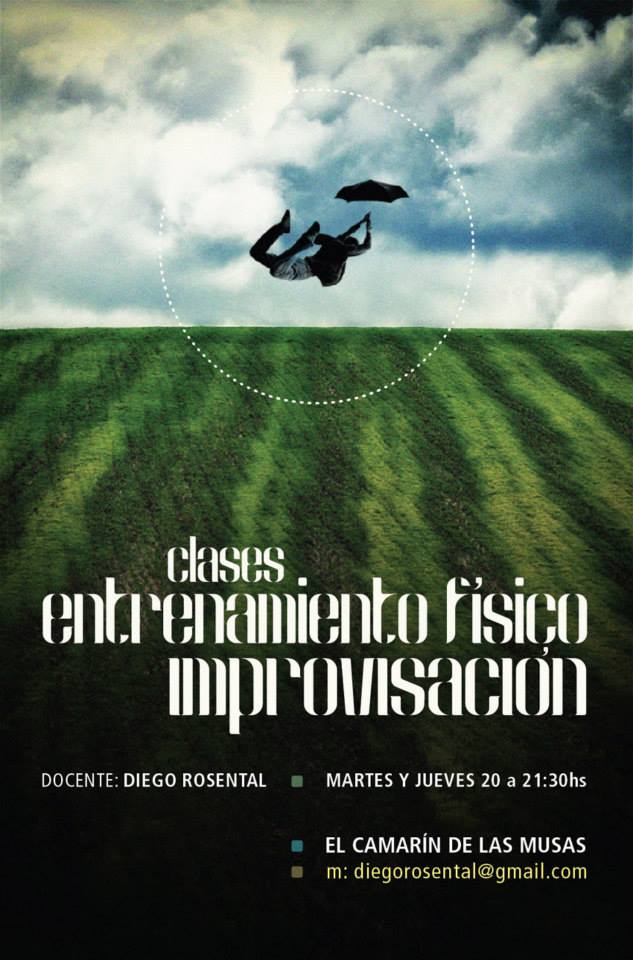 clases
entrenamiento físico
improvisación
DOCENTE: DIEGO ROSENTAL
MARTES Y JUEVES 20 a 21:30hs
EL CAMARÍN DE LAS MUSAS
m: diegorosental@gmail.com